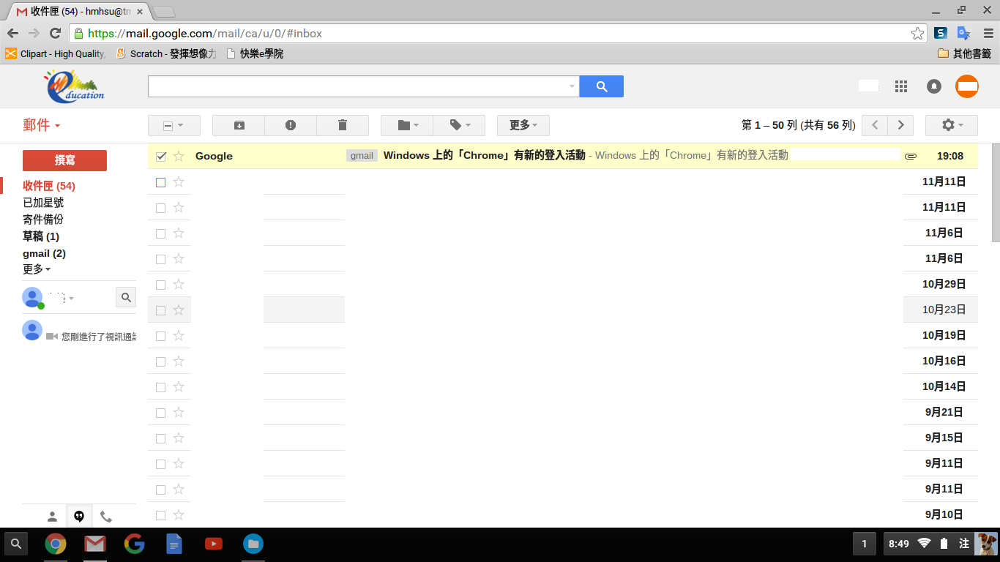 收件匣 (54) - hmhsu@tn
https://mail.google.com/mail/ca/u/0/#inbox
Clipart - High Quality, Scratch - 發揮想像力 快樂e學院 其他書籤
education
郵件 更多 第 1 – 50 列 (共有 56 列)
撰寫
收件匣 (54)
已加星號
寄件備份
草稿 (1)
gmail (2)
更多
您剛進行了視訊通話
Google gmail Windows 上的「Chrome」有新的登入活動 - Windows 上的「Chrome」有新的登入活動 19:08
11月11日
11月11日
11月6日
11月6日
10月29日
10月23日
10月19日
10月16日
10月14日
9月21日
9月15日
9月11日
9月11日
9月10日
1 8:49 注